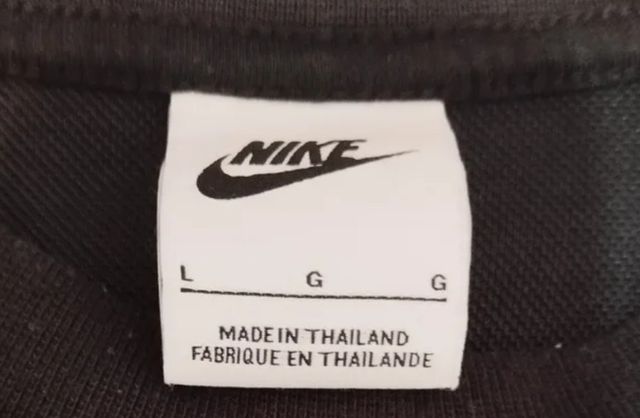 NIKE
L G G
MADE IN THAILAND
FABRIQUE EN THAILANDE